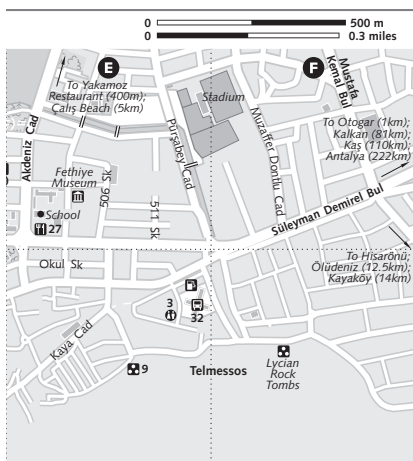 0 500 m
0 0.3 miles
E
F
To Yakamoz
Restaurant (400m);
Çalış Beach (5km)
Stadium
Mustafa
Kemal Bul
Akdeniz Cad
Pürşabey Cad
Muzaffer Dontlu Cad
To Otogar (1km);
Kalkan (81km);
Kaş (110km);
Antalya (222km)
Fethiye
Museum
506 Sk
511 Sk
School
27
Süleyman Demirel Bul
Okul Sk
To Hisarönü;
Ölüdeniz (12.5km);
Kayaköy (14km)
3
32
Kaya Cad
9
Telmessos
Lycian
Rock
Tombs